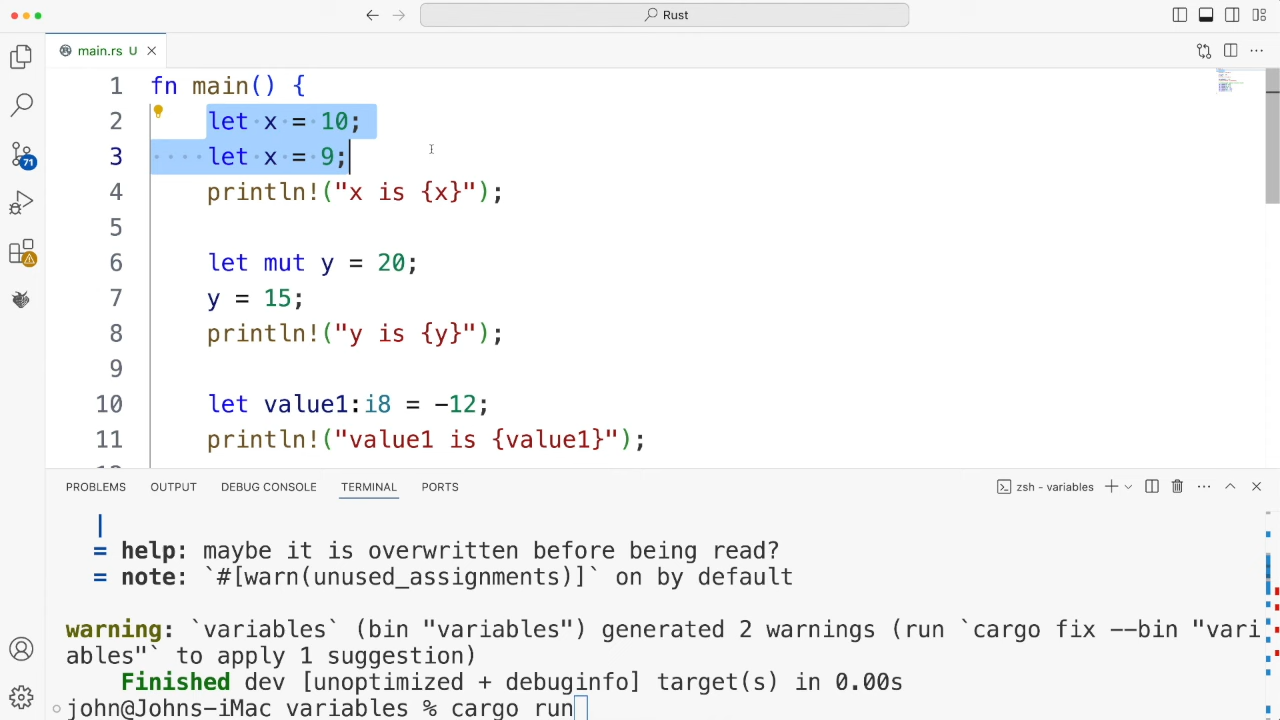 Rust
main.rs U
1 fn main() {
2 let x = 10;
3 let x = 9;
4 println!("x is {x}");
5
6 let mut y = 20;
7 y = 15;
8 println!("y is {y}");
9
10 let value1:i8 = -12;
11 println!("value1 is {value1}");
71
PROBLEMS OUTPUT DEBUG CONSOLE TERMINAL PORTS zsh - variables
|
= help: maybe it is overwritten before being read?
= note: `#[warn(unused_assignments)]` on by default
warning: `variables` (bin "variables") generated 2 warnings (run `cargo fix --bin "vari
ables"` to apply 1 suggestion)
Finished dev [unoptimized + debuginfo] target(s) in 0.00s
john@Johns-iMac variables % cargo run